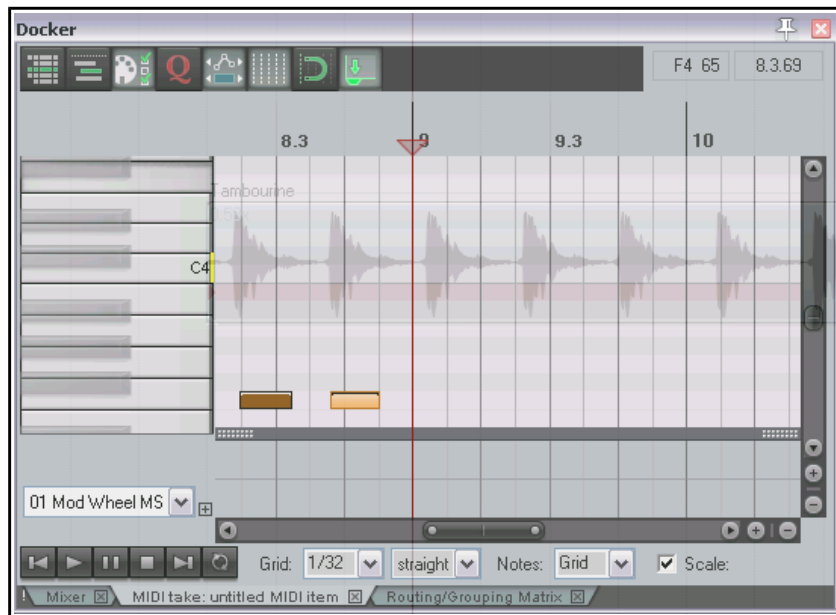 Docker
Q
F4 65 8.3.69
8.3 9 9.3 10
Tambourine
C4
01 Mod Wheel MS
Grid: 1/32 straight Notes: Grid Scale:
! Mixer MIDI take: untitled MIDI item Routing/Grouping Matrix